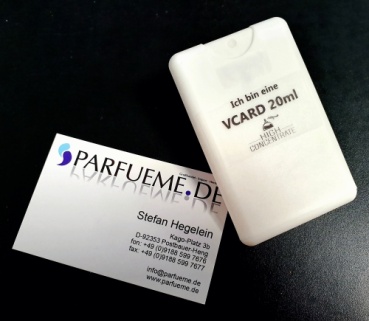 Ich bin eine
VCARD 20ml
HIGH
CONCENTRATE
PARFUEME.DE
Stefan Hegelein
Kago-Platz 3b
D-92353 Postbauer-Heng
fon: +49 (0)9188 599 7676
fax: +49 (0)9188 599 7677
info@parfueme.de
www.parfueme.de